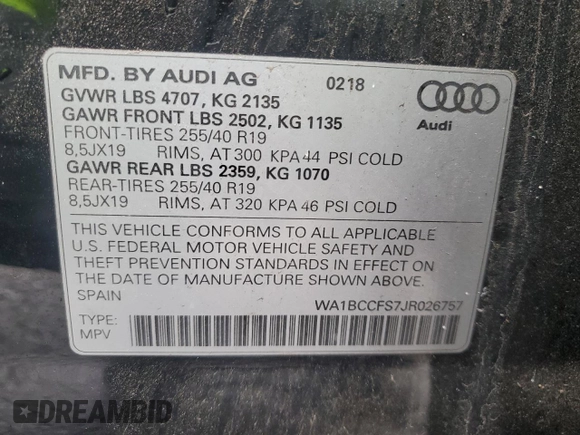 MFD. BY AUDI AG 0218
GVWR LBS 4707, KG 2135
GAWR FRONT LBS 2502, KG 1135
FRONT-TIRES 255/40 R19
8,5JX19 RIMS, AT 300 KPA 44 PSI COLD
GAWR REAR LBS 2359, KG 1070
REAR-TIRES 255/40 R19
8,5JX19 RIMS, AT 320 KPA 46 PSI COLD
Audi
THIS VEHICLE CONFORMS TO ALL APPLICABLE
U.S. FEDERAL MOTOR VEHICLE SAFETY AND
THEFT PREVENTION STANDARDS IN EFFECT ON
THE DATE OF MANUFACTURE SHOWN ABOVE.
SPAIN
WA1BCCFS7JR026757
TYPE:
MPV
DREAMBID